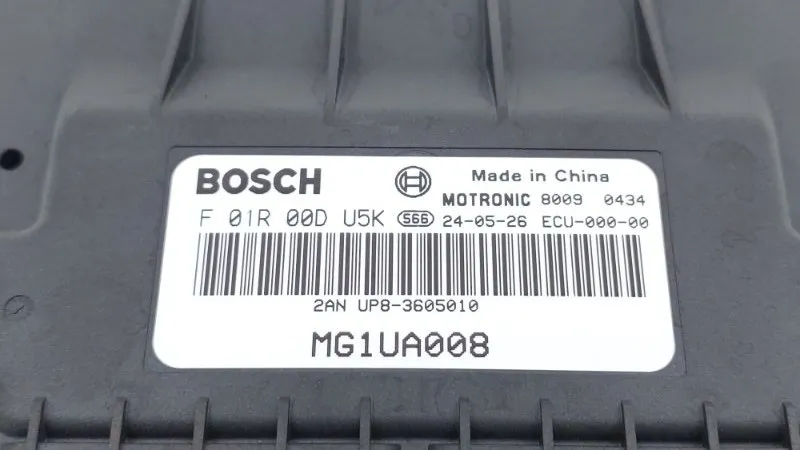 BOSCH Made in China
MOTRONIC 8009 0434
F 01R 00D U5K S66 24-05-26 ECU-000-00
2AN UP8-3605010
MG1UA008